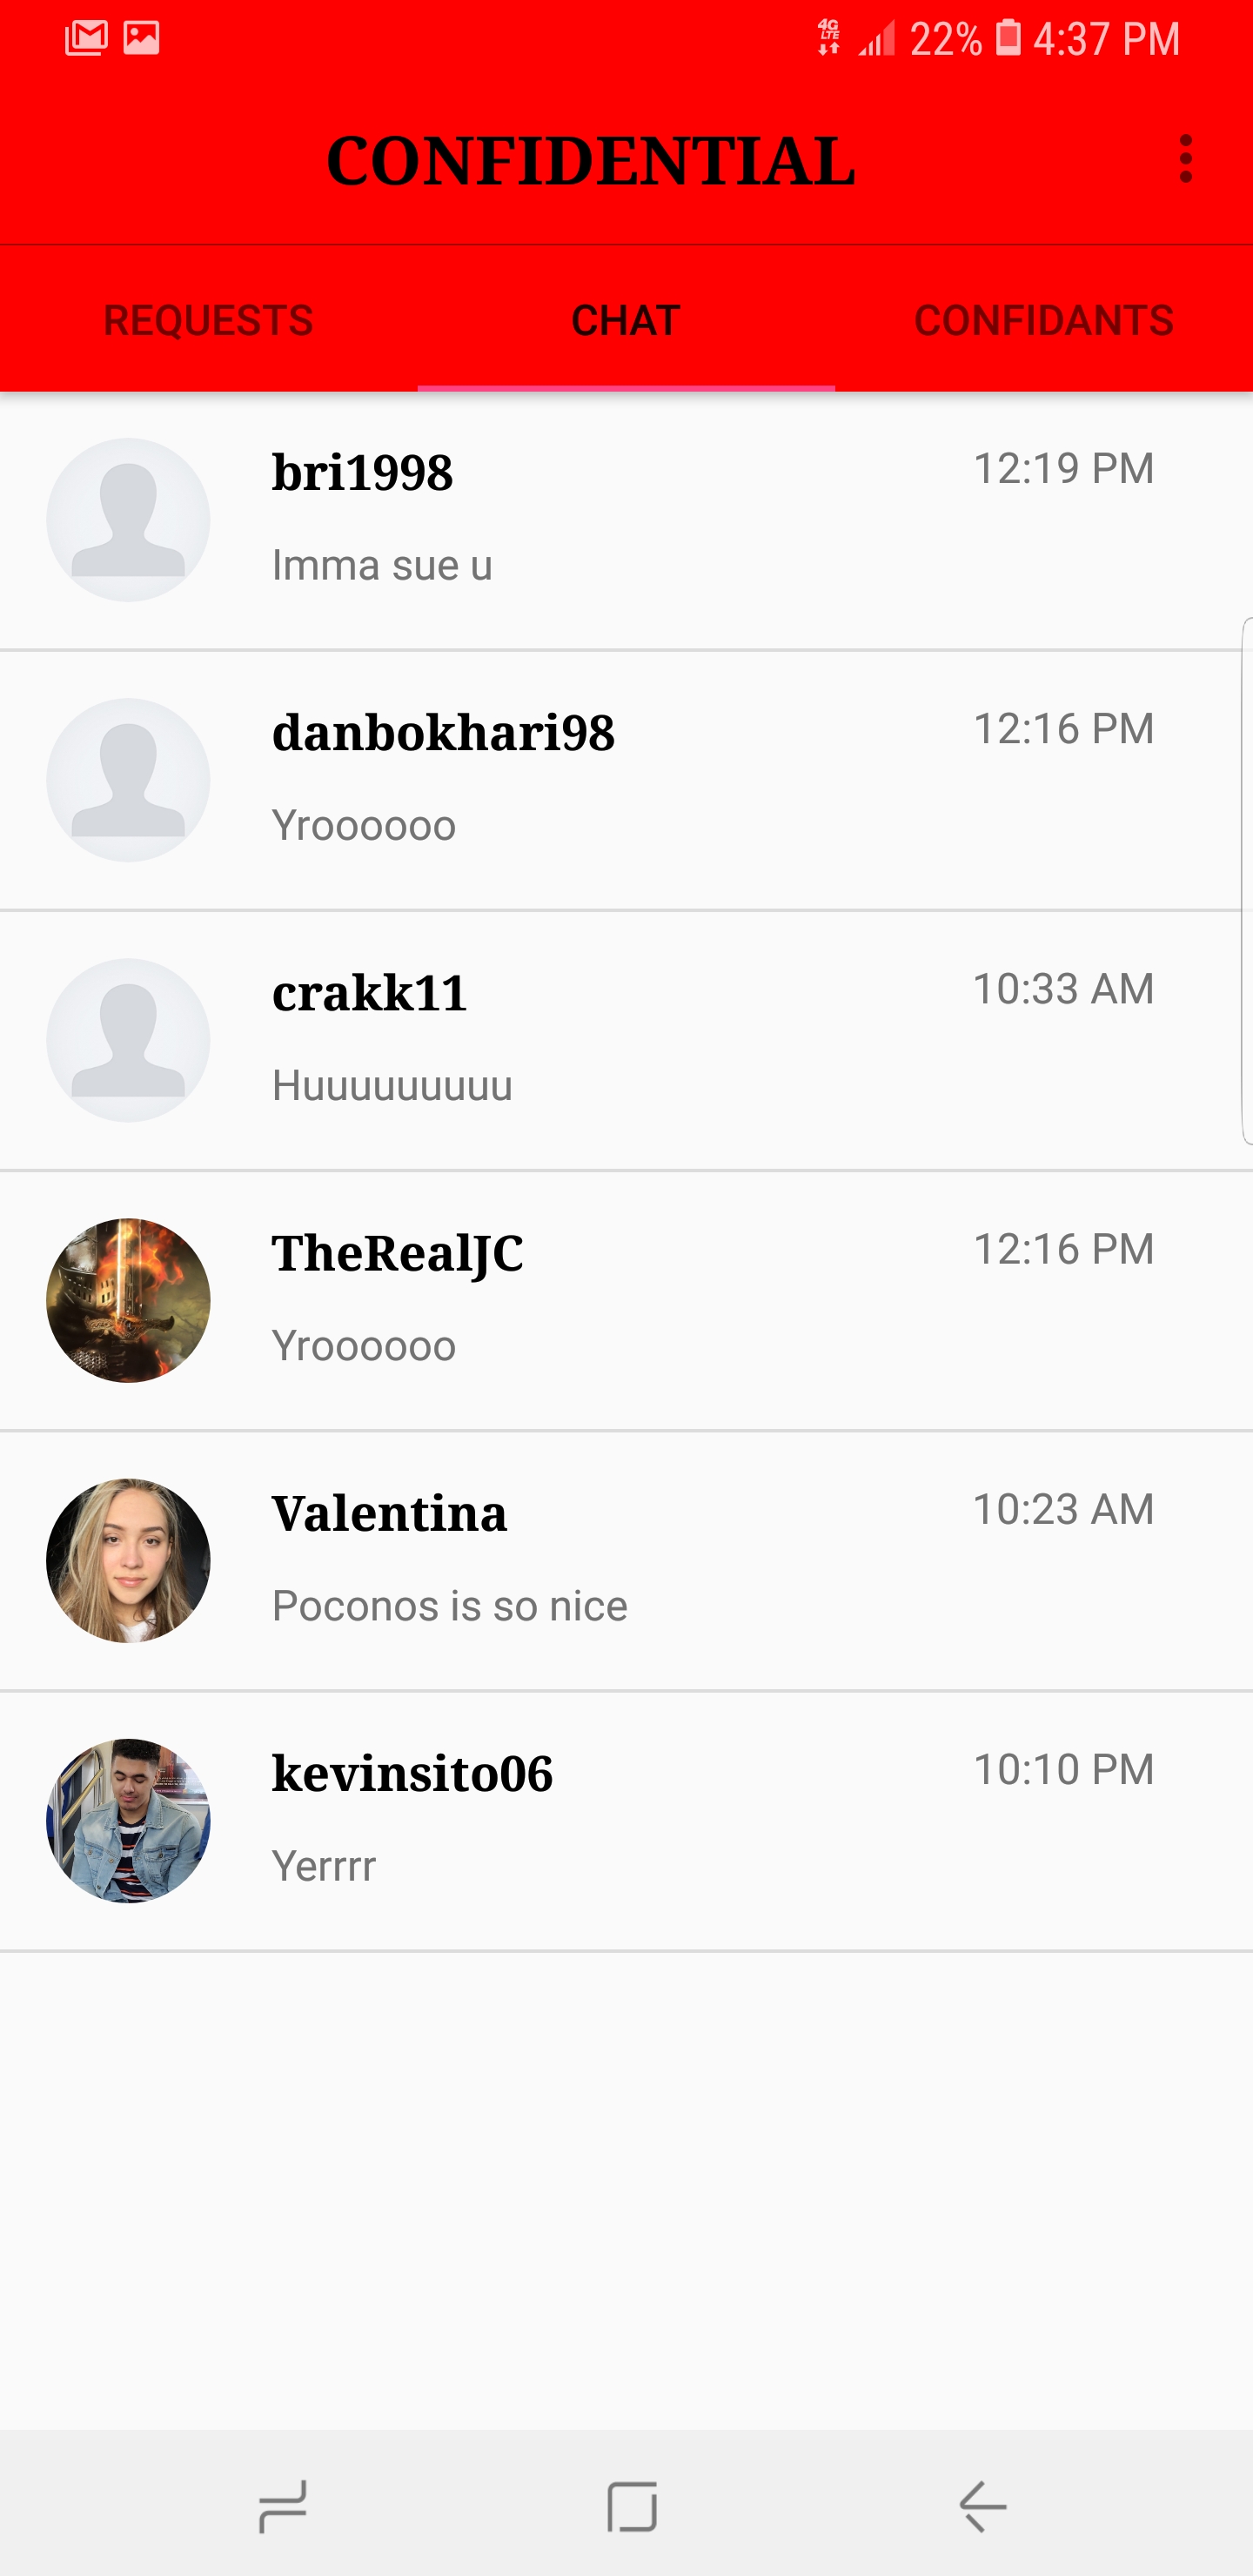 4G LTE 22% 4:37 PM
CONFIDENTIAL
REQUESTS CHAT CONFIDANTS
bri1998 12:19 PM
Imma sue u
danbokhari98 12:16 PM
Yroooooo
crakk11 10:33 AM
Huuuuuuuuu
TheRealJC 12:16 PM
Yroooooo
Valentina 10:23 AM
Poconos is so nice
kevinsito06 10:10 PM
Yerrrr